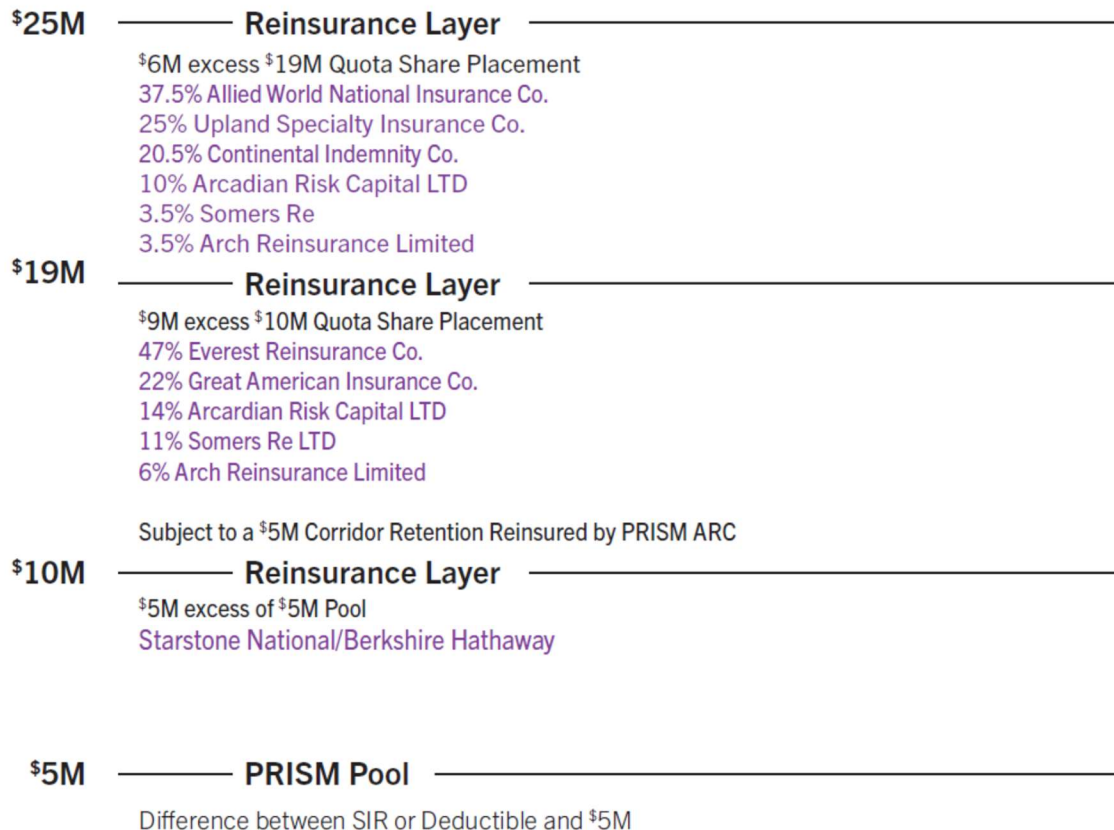 $25M Reinsurance Layer
$6M excess $19M Quota Share Placement
37.5% Allied World National Insurance Co.
25% Upland Specialty Insurance Co.
20.5% Continental Indemnity Co.
10% Arcadian Risk Capital LTD
3.5% Somers Re
3.5% Arch Reinsurance Limited
$19M Reinsurance Layer
$9M excess $10M Quota Share Placement
47% Everest Reinsurance Co.
22% Great American Insurance Co.
14% Arcardian Risk Capital LTD
11% Somers Re LTD
6% Arch Reinsurance Limited
Subject to a $5M Corridor Retention Reinsured by PRISM ARC
$10M Reinsurance Layer
$5M excess of $5M Pool
Starstone National/Berkshire Hathaway
$5M PRISM Pool
Difference between SIR or Deductible and $5M